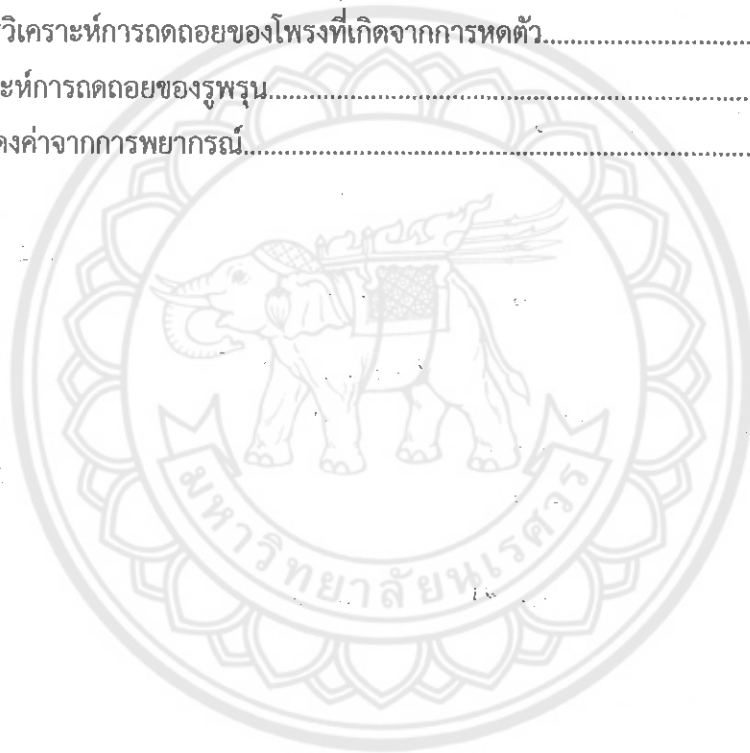 วิเคราะห์การถดถอยของโพรงที่เกิดจากการหดตัว................................
ะห์การถดถอยของรูพรุน................................................................
งค่าจากการพยากรณ์................................................................
มหาวิทยาลัยนเรศวร